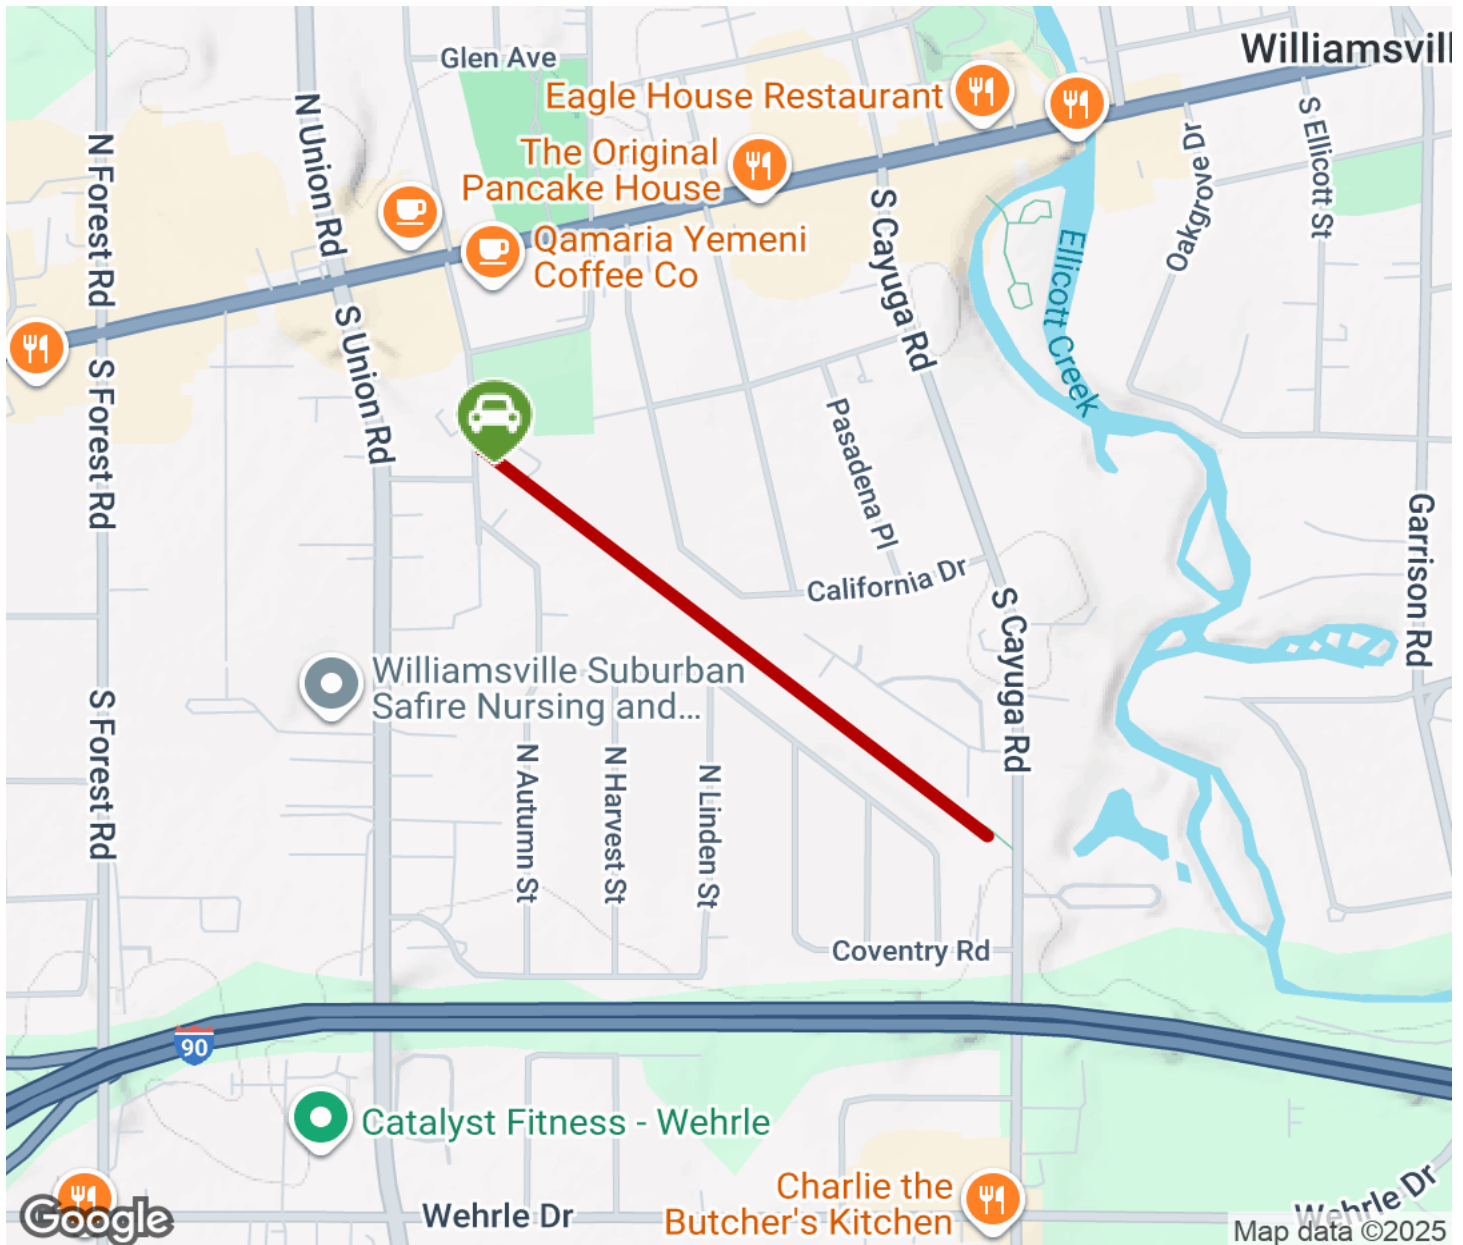 Williamsvill
Glen Ave
Eagle House Restaurant
N Union Rd
S Ellicott St
N Forest Rd
Oakgrove Dr
The Original
Pancake House
S Cayuga Rd
Qamaria Yemeni
Coffee Co
Ellicott Creek
S Union Rd
S Forest Rd
Pasadena Pl
Garrison Rd
California Dr
S Cayuga Rd
Williamsville Suburban
Safire Nursing and...
S Forest Rd
N Autumn St
N Harvest St
N Linden St
Coventry Rd
90
Catalyst Fitness - Wehrle
Charlie the
Butcher's Kitchen
Wehrle Dr
Wehrle Dr
Google
Map data ©2025